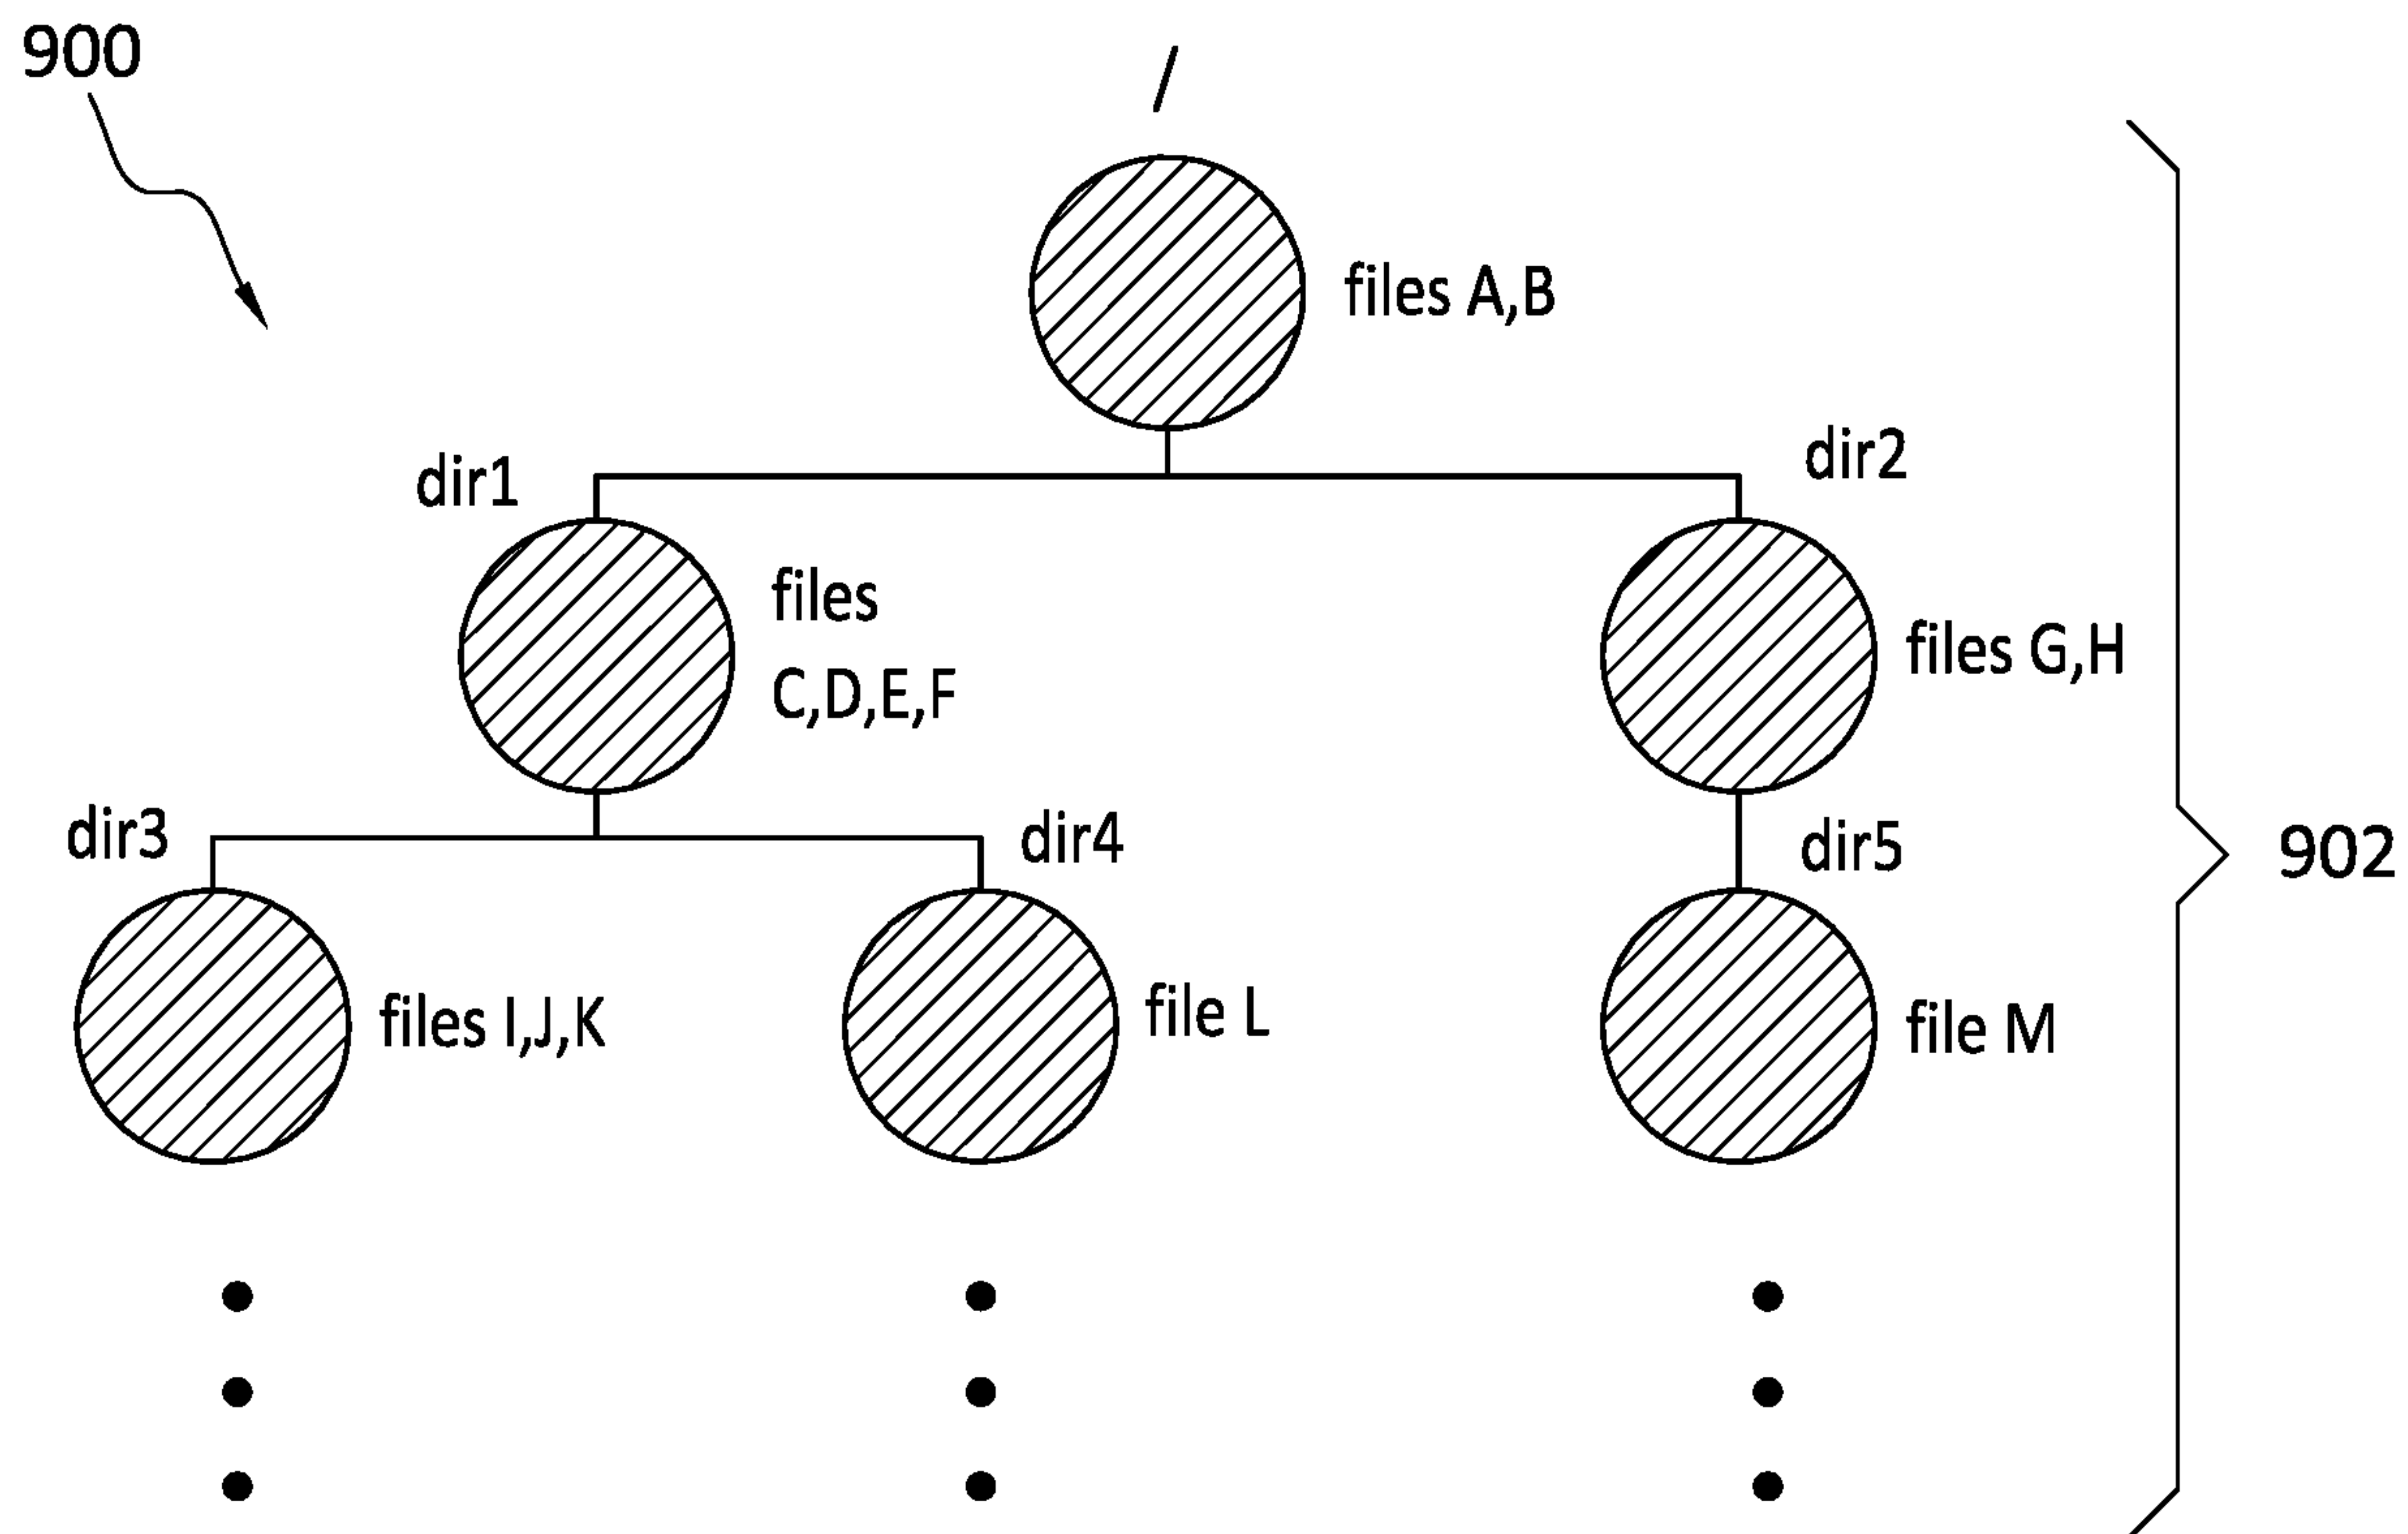 900
/
files A,B
dir1
dir2
files
C,D,E,F
files G,H
dir3
dir4
dir5
902
files I,J,K
file L
file M